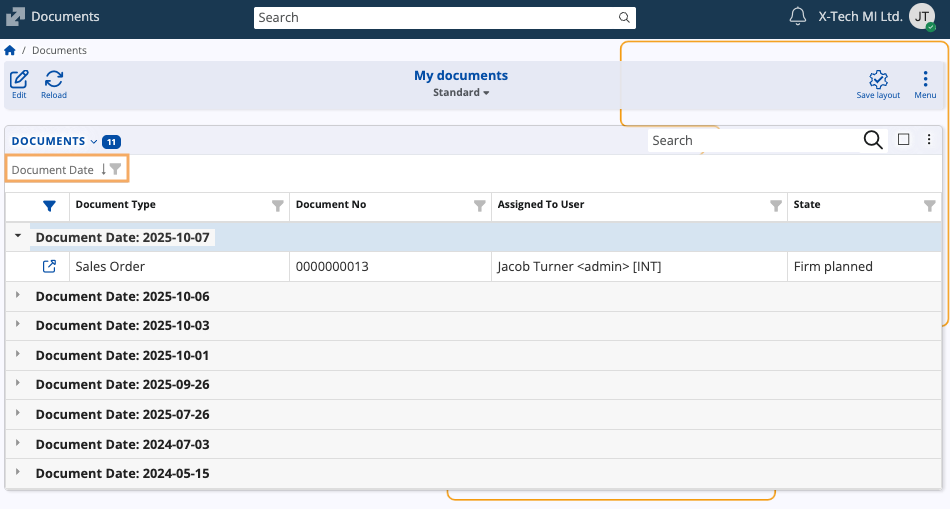 Documents
Search
X-Tech MI Ltd.
JT
/ Documents
Edit
Reload
My documents
Standard
Save layout
Menu
DOCUMENTS 11
Search
Document Date
Document Type
Document No
Assigned To User
State
Document Date: 2025-10-07
Sales Order
0000000013
Jacob Turner <admin> [INT]
Firm planned
Document Date: 2025-10-06
Document Date: 2025-10-03
Document Date: 2025-10-01
Document Date: 2025-09-26
Document Date: 2025-07-26
Document Date: 2024-07-03
Document Date: 2024-05-15